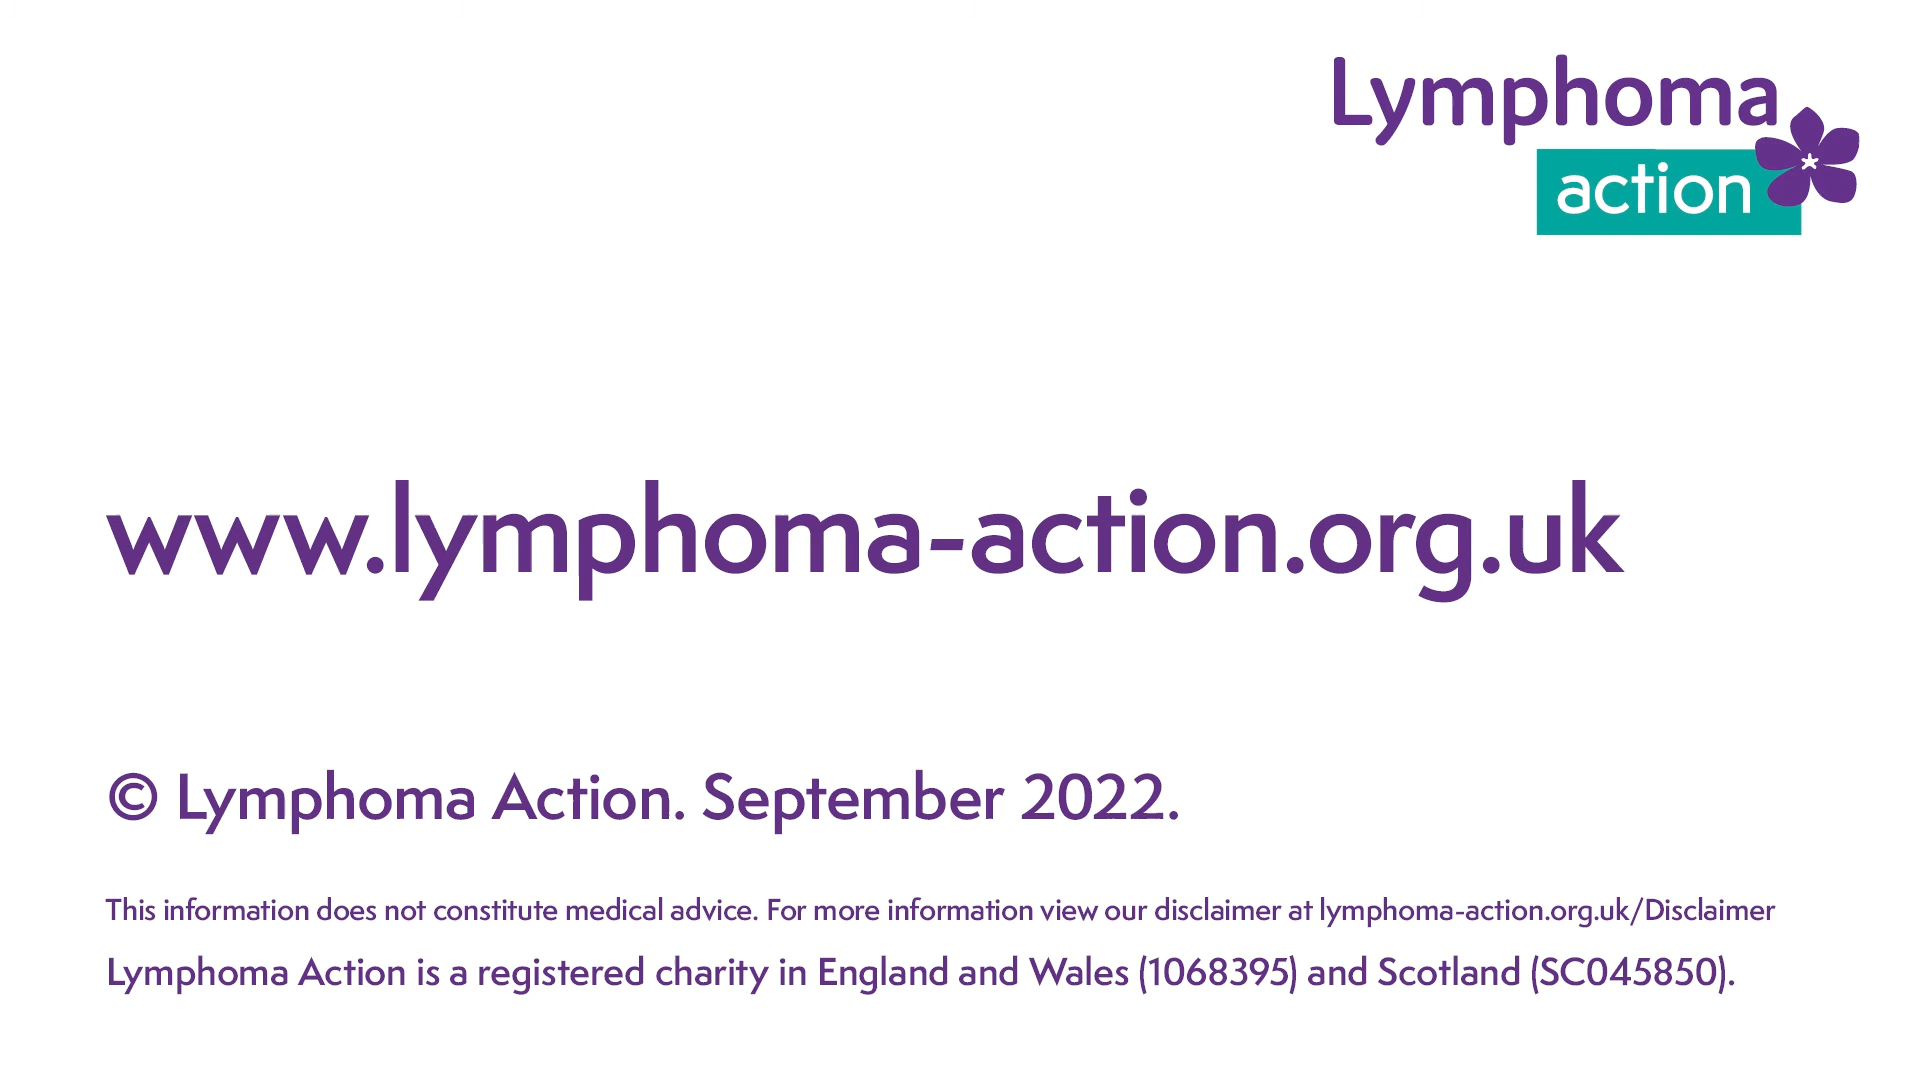 Lymphoma
action
www.lymphoma-action.org.uk
© Lymphoma Action. September 2022.
This information does not constitute medical advice. For more information view our disclaimer at lymphoma-action.org.uk/Disclaimer
Lymphoma Action is a registered charity in England and Wales (1068395) and Scotland (SC045850).